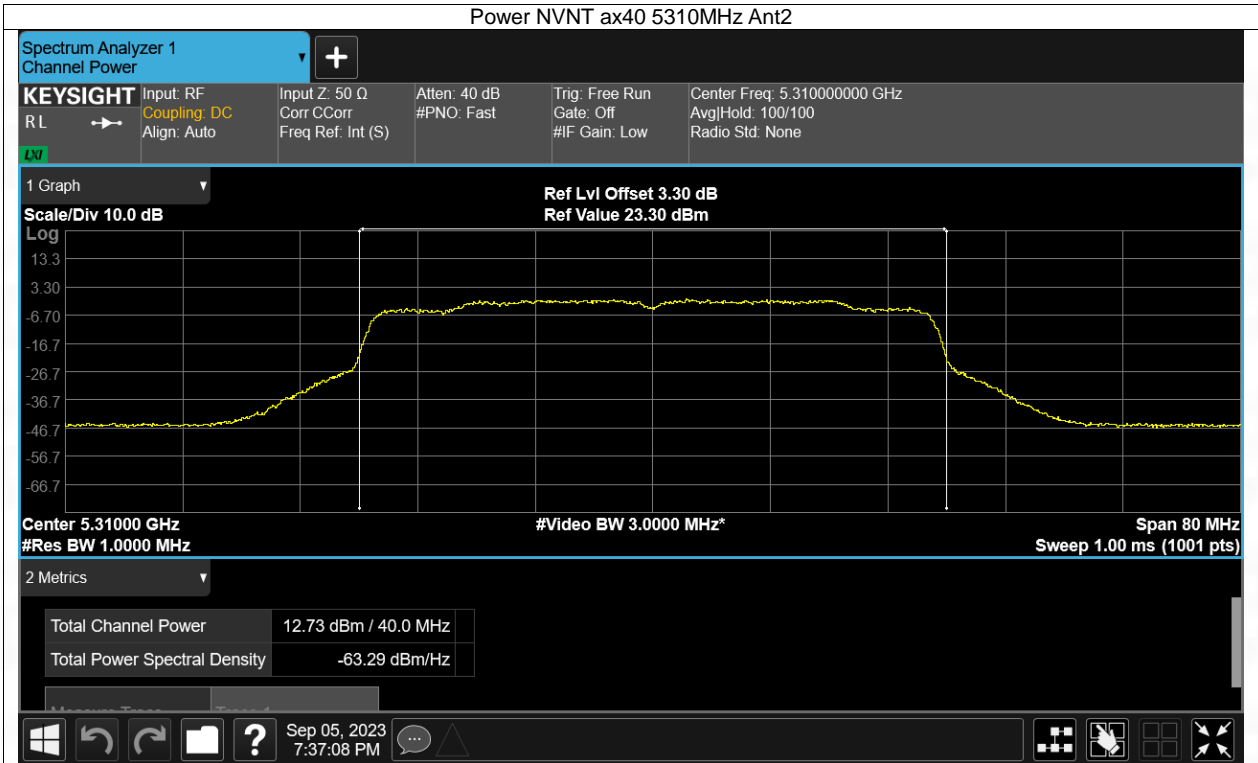 Power NVNT ax40 5310MHz Ant2
Spectrum Analyzer 1
Channel Power
+
KEYSIGHT
R L
LXI
Input: RF
Coupling: DC
Align: Auto
Input Z: 50 Ω
Corr CCorr
Freq Ref: Int (S)
Atten: 40 dB
#PNO: Fast
Trig: Free Run
Gate: Off
#IF Gain: Low
Center Freq: 5.310000000 GHz
Avg|Hold: 100/100
Radio Std: None
1 Graph
Ref Lvl Offset 3.30 dB
Scale/Div 10.0 dB
Ref Value 23.30 dBm
Log
13.3
3.30
-6.70
-16.7
-26.7
-36.7
-46.7
-56.7
-66.7
Center 5.31000 GHz
#Video BW 3.0000 MHz*
Span 80 MHz
#Res BW 1.0000 MHz
Sweep 1.00 ms (1001 pts)
2 Metrics
Total Channel Power 12.73 dBm / 40.0 MHz
Total Power Spectral Density -63.29 dBm/Hz
?
Sep 05, 2023
7:37:08 PM